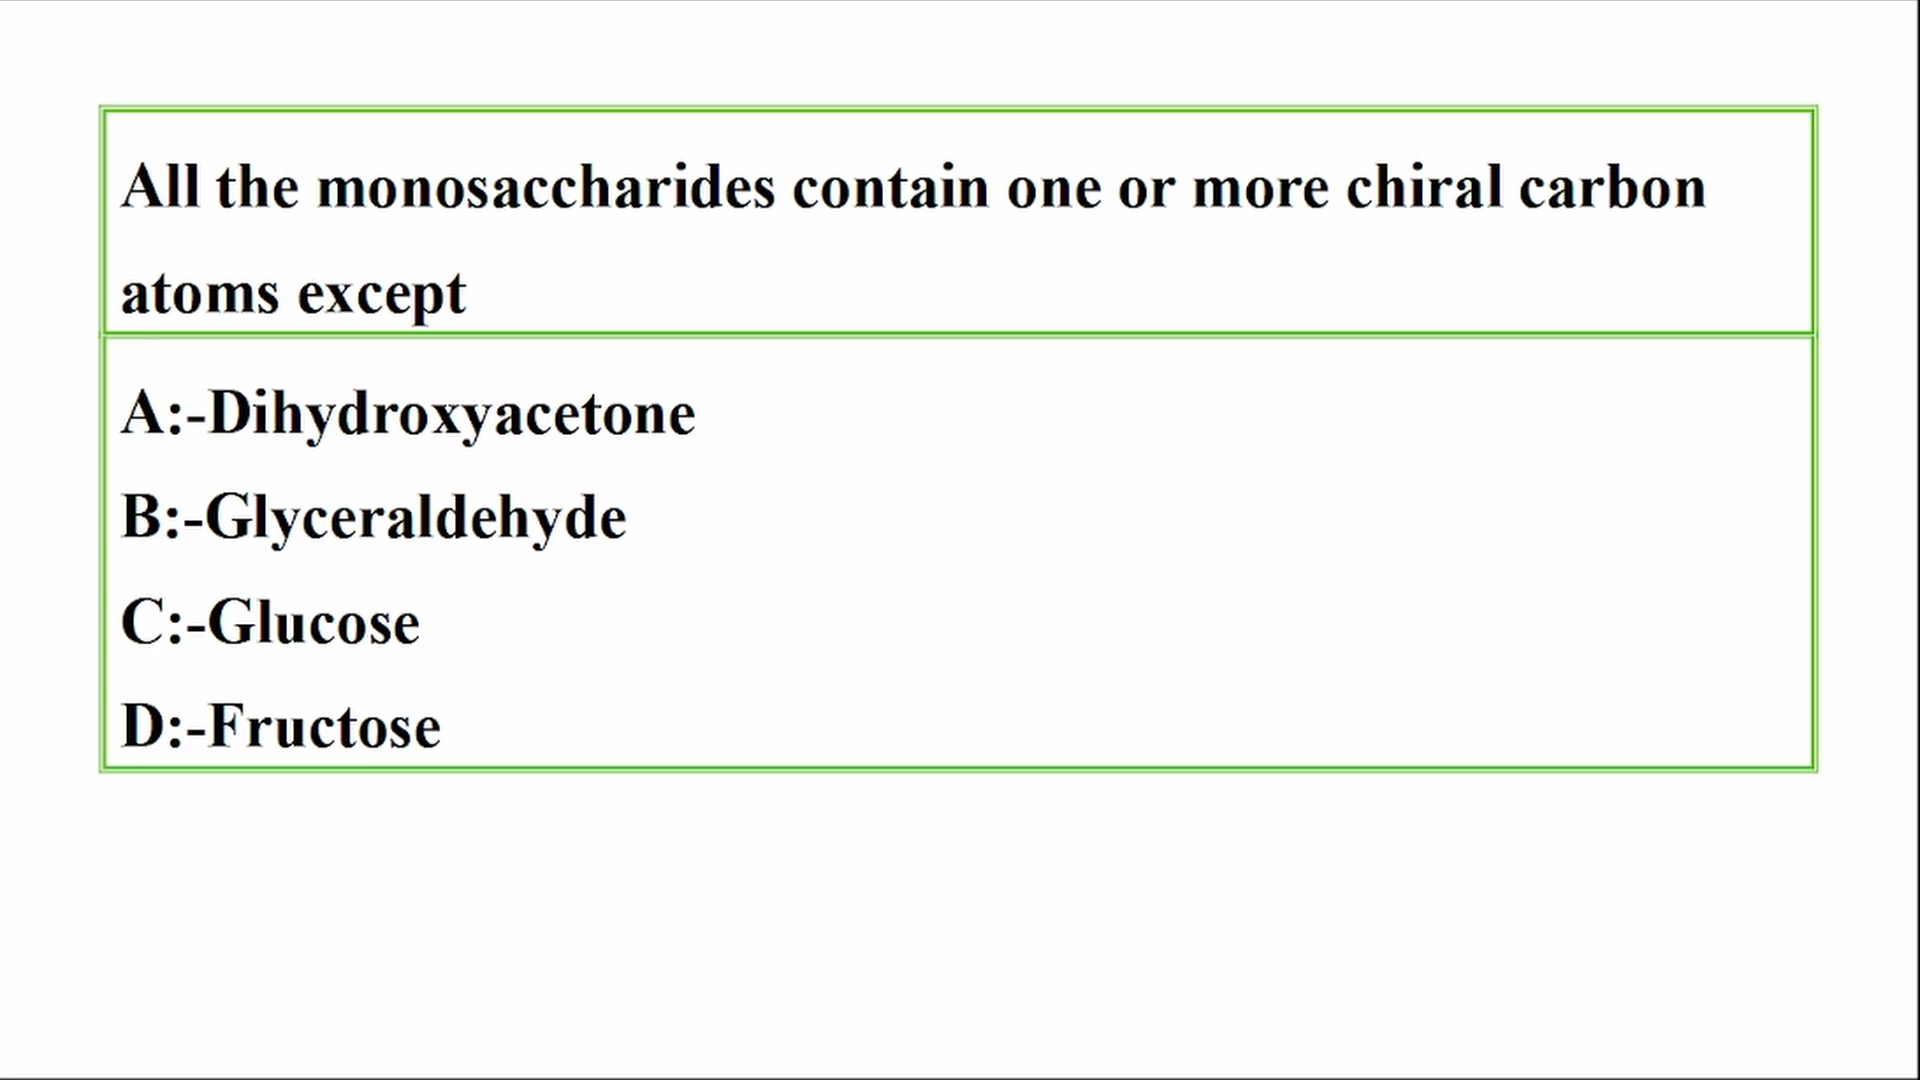 All the monosaccharides contain one or more chiral carbon
atoms except
A:-Dihydroxyacetone
B:-Glyceraldehyde
C:-Glucose
D:-Fructose